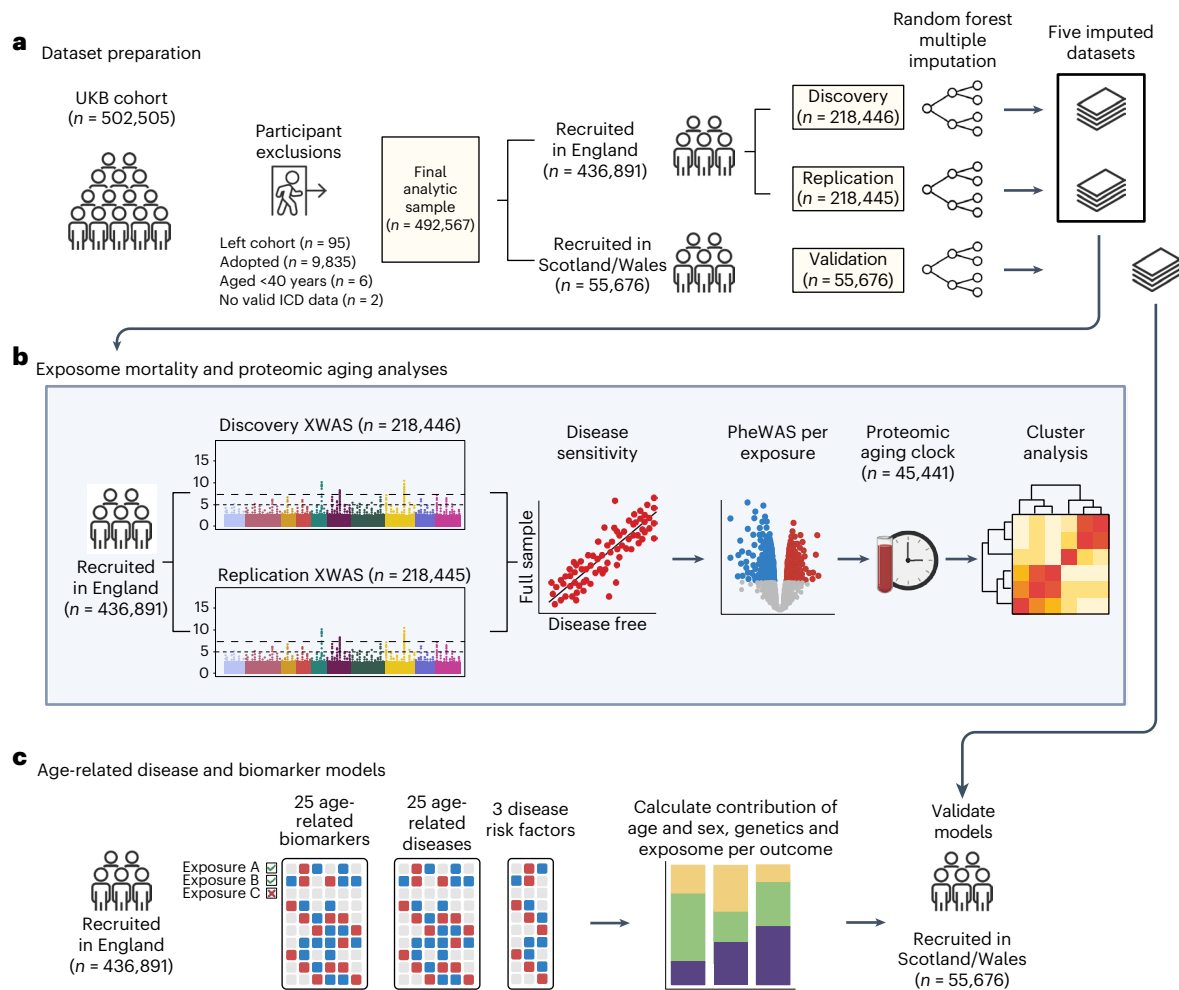 a
Dataset preparation
UKB cohort
(n = 502,505)
Participant
exclusions
Left cohort (n = 95)
Adopted (n = 9,835)
Aged <40 years (n = 6)
No valid ICD data (n = 2)
Final
analytic
sample
(n = 492,567)
Recruited
in England
(n = 436,891)
Recruited in
Scotland/Wales
(n = 55,676)
Discovery
(n = 218,446)
Replication
(n = 218,445)
Validation
(n = 55,676)
Random forest
multiple
imputation
Five imputed
datasets
b
Exposome mortality and proteomic aging analyses
Recruited
in England
(n = 436,891)
Discovery XWAS (n = 218,446)
15
10
5
0
Replication XWAS (n = 218,445)
15
10
5
0
Disease
sensitivity
Full sample
Disease free
PheWAS per
exposure
Proteomic
aging clock
(n = 45,441)
Cluster
analysis
c
Age-related disease and biomarker models
Recruited
in England
(n = 436,891)
Exposure A
Exposure B
Exposure C
25 age-
related
biomarkers
25 age-
related
diseases
3 disease
risk factors
Calculate contribution of
age and sex, genetics and
exposome per outcome
Validate
models
Recruited in
Scotland/Wales
(n = 55,676)